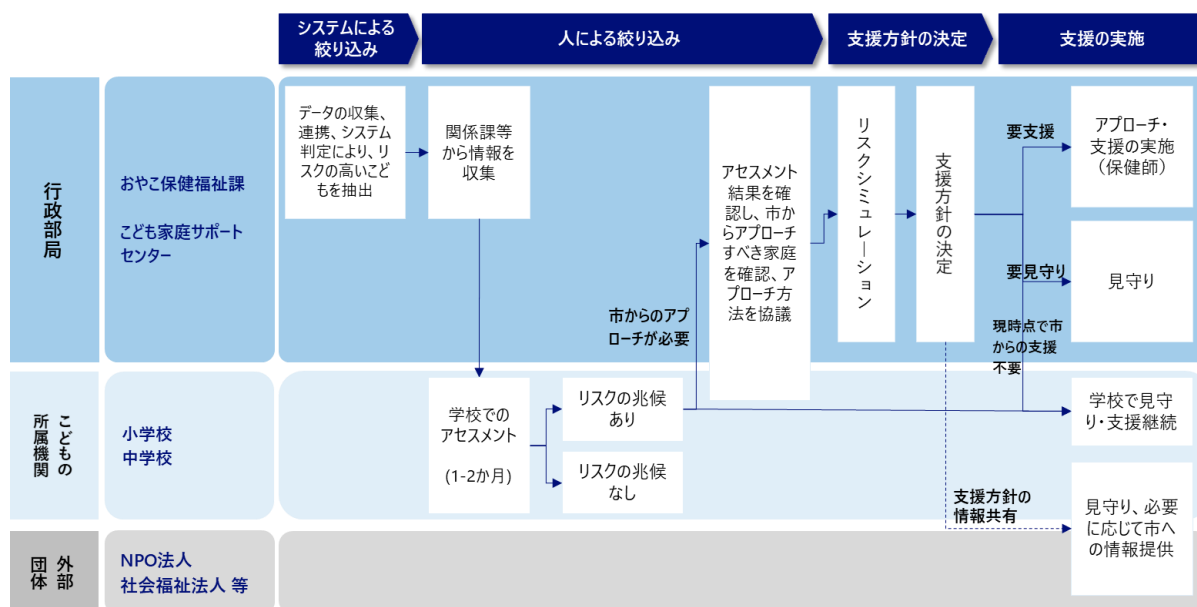 システムによる
絞り込み
人による絞り込み
支援方針の決定
支援の実施
行政部局
おやこ保健福祉課
こども家庭サポート
センター
データの収集、
連携、システム
判定により、リ
スクの高いこど
もを抽出
関係課等
から情報を
収集
アセスメント
結果を確
認し、市か
らアプローチ
すべき家庭
を確認、ア
プローチ方
法を協議
リスクシミュレーション
支援方針の決定
要支援
アプローチ・
支援の実施
（保健師）
要見守り
見守り
市からのアプ
ローチが必要
現時点で市
からの支援
不要
こどもの
所属機関
小学校
中学校
学校での
アセスメント
(1-2か月)
リスクの兆候
あり
リスクの兆候
なし
学校で見守
り・支援継続
支援方針の
情報共有
見守り、必要
に応じて市へ
の情報提供
外部
団体
NPO法人
社会福祉法人 等